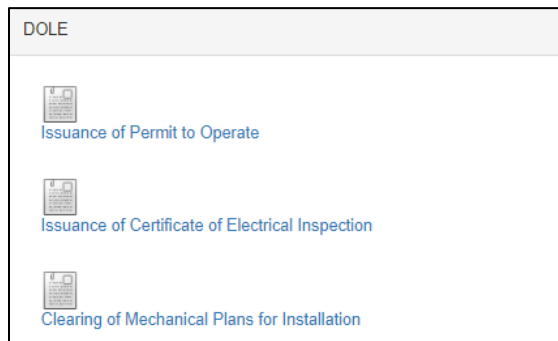 DOLE
Issuance of Permit to Operate
Issuance of Certificate of Electrical Inspection
Clearing of Mechanical Plans for Installation